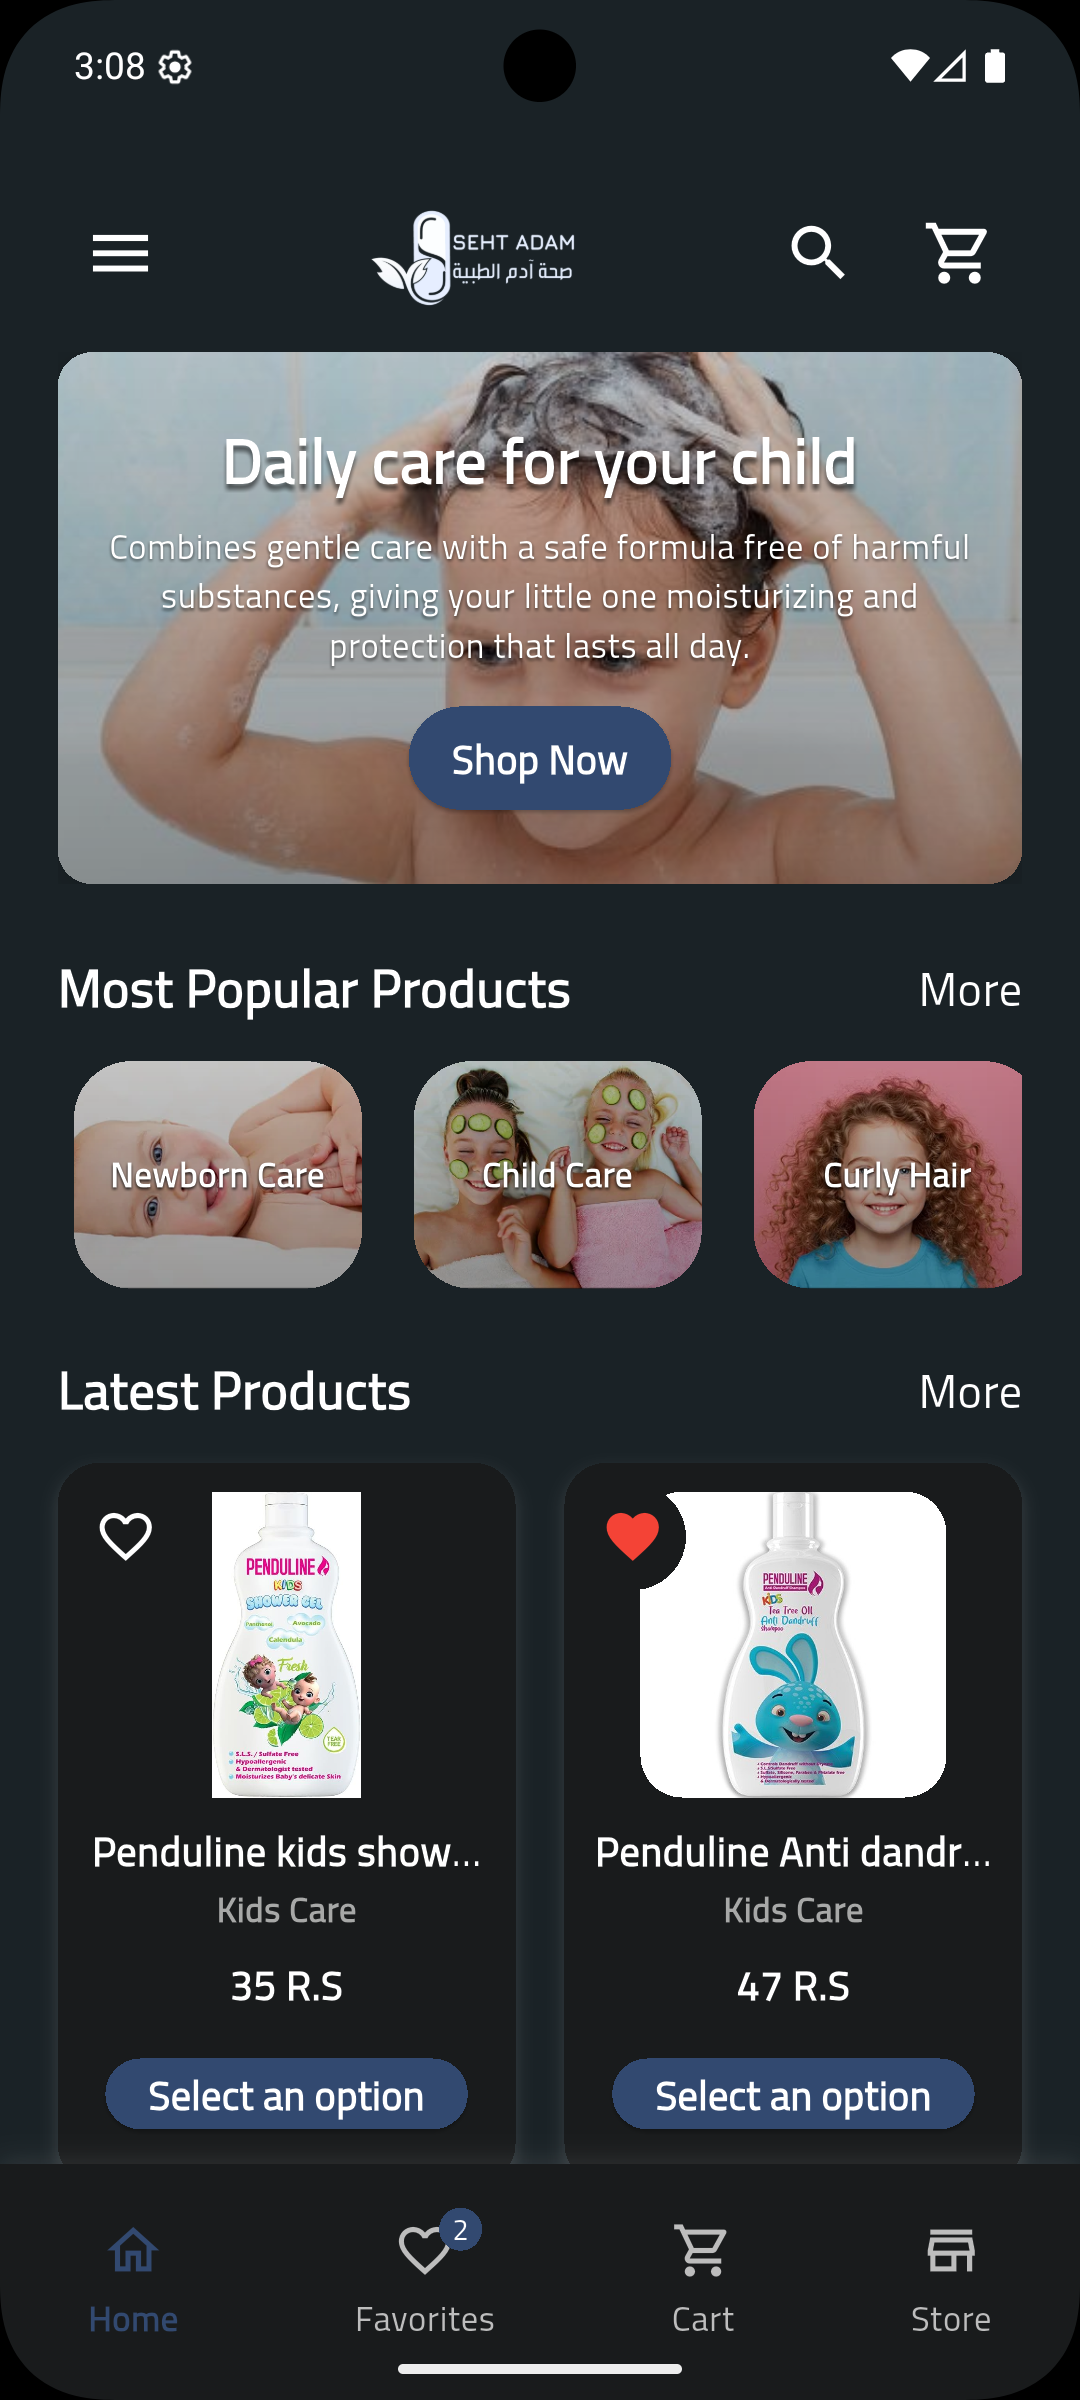 3:08
SEHT ADAM
صحة آدم الطبية
Daily care for your child
Combines gentle care with a safe formula free of harmful
substances, giving your little one moisturizing and
protection that lasts all day.
Shop Now
Most Popular Products
More
Newborn Care
Child Care
Curly Hair
Latest Products
More
PENDULINE
KIDS
SHOWER GEL
Panthenol
Avocado
Calendula
Fresh
TEAR
FREE
S.L.S. / Sulfate Free
Hypoallergenic
& Dermatologist tested
Moisturizes Baby's delicate Skin
PENDULINE
Anti Dandruff Shampoo
KIDS
Tea Tree Oil
Anti Dandruff
shampoo
Penduline kids show...
Penduline Anti dandr...
Kids Care
Kids Care
35 R.S
47 R.S
Select an option
Select an option
2
Home
Favorites
Cart
Store